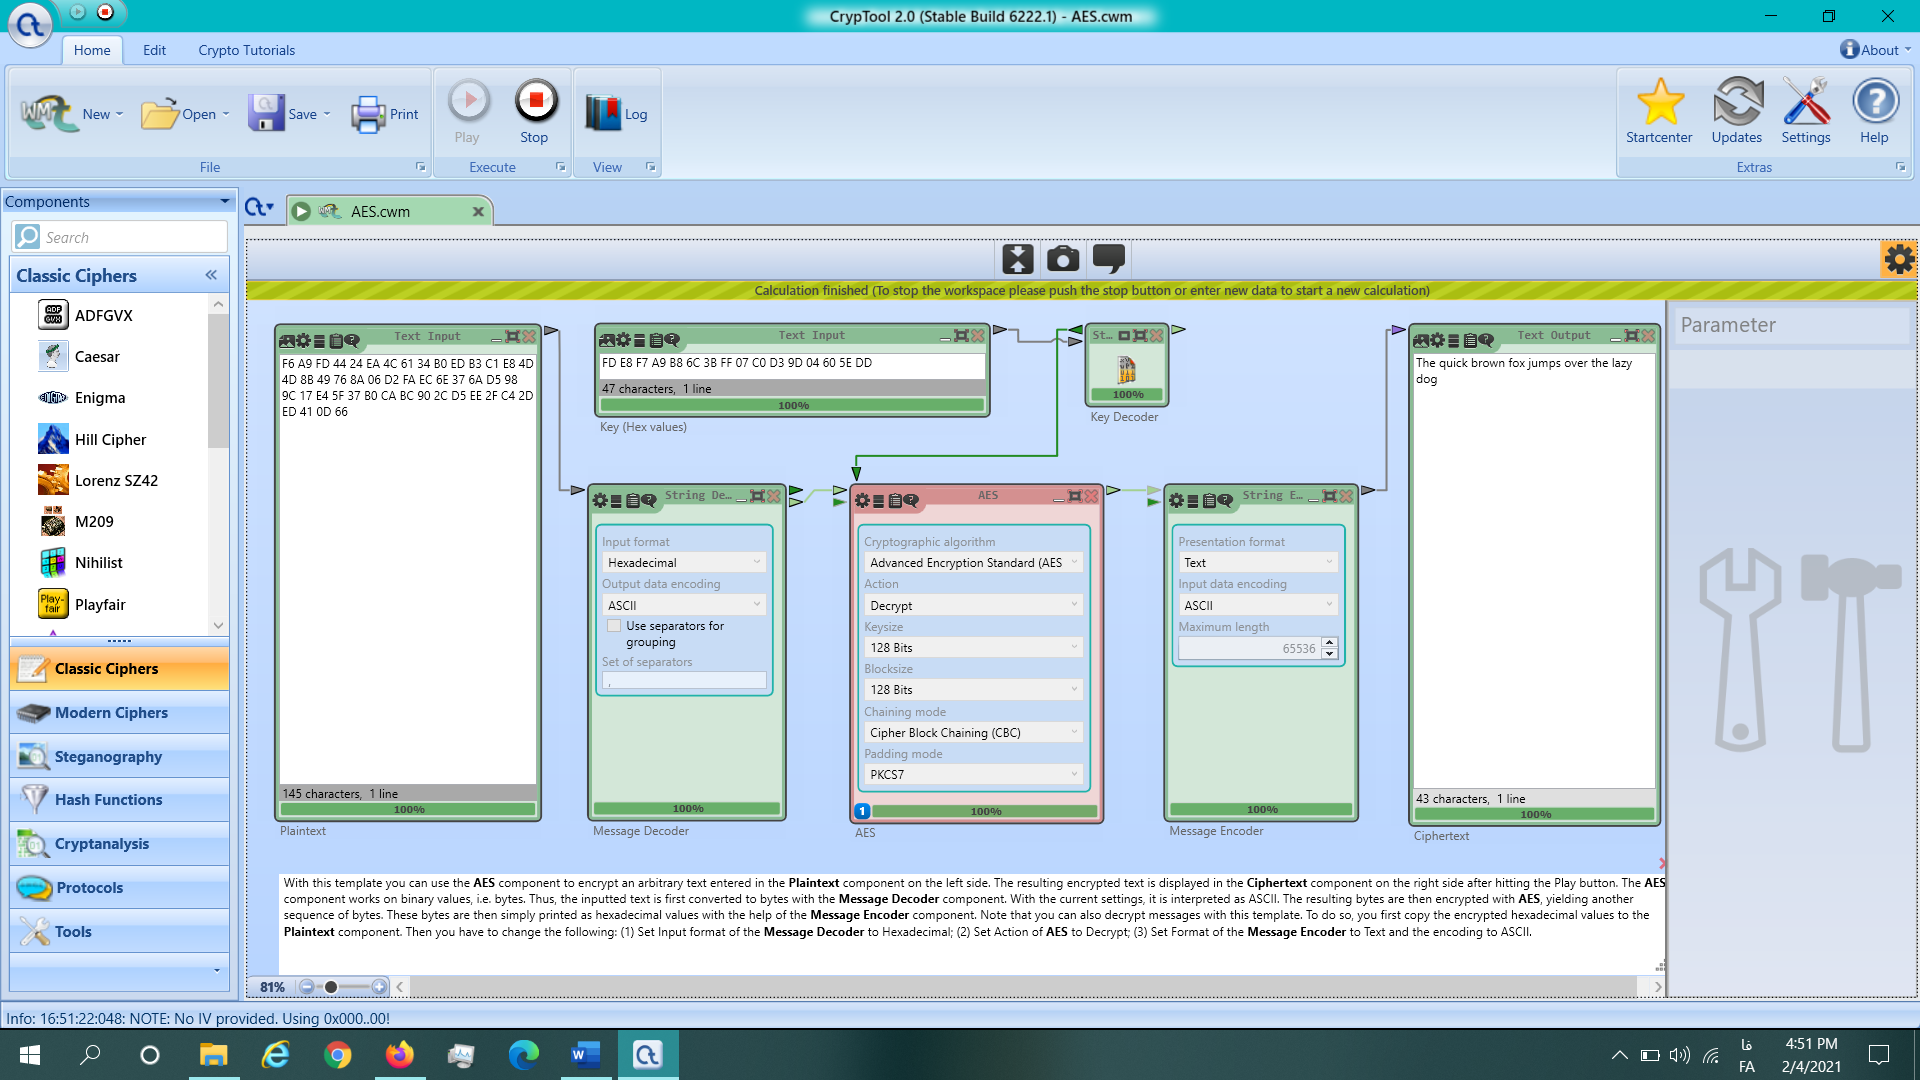 CrypTool 2.0 (Stable Build 6222.1) - AES.cwm
Home Edit Crypto Tutorials About
New Open Save Print Play Stop Log Startcenter Updates Settings Help
File Execute View Extras
Components
AES.cwm
Search
Classic Ciphers
ADFGVX
Caesar
Enigma
Hill Cipher
Lorenz SZ42
M209
Nihilist
Playfair
Classic Ciphers
Modern Ciphers
Steganography
Hash Functions
Cryptanalysis
Protocols
Tools
Calculation finished (To stop the workspace please push the stop button or enter new data to start a new calculation)
Text Input
F6 A9 FD 44 24 EA 4C 61 34 B0 ED B3 C1 E8 4D
4D 8B 49 76 8A 06 D2 FA EC 6E 37 6A D5 98
9C 17 E4 5F 37 B0 CA BC 90 2C D5 EE 2F C4 2D
ED 41 0D 66
145 characters, 1 line
100%
Plaintext
Text Input
FD E8 F7 A9 B8 6C 3B FF 07 C0 D3 9D 04 60 5E DD
47 characters, 1 line
100%
Key (Hex values)
St...
100%
Key Decoder
String De...
Input format
Hexadecimal
Output data encoding
ASCII
Use separators for
grouping
Set of separators
,
100%
Message Decoder
AES
Cryptographic algorithm
Advanced Encryption Standard (AES
Action
Decrypt
Keysize
128 Bits
Blocksize
128 Bits
Chaining mode
Cipher Block Chaining (CBC)
Padding mode
PKCS7
1
100%
AES
String E...
Presentation format
Text
Input data encoding
ASCII
Maximum length
65536
100%
Message Encoder
Text Output
The quick brown fox jumps over the lazy
dog
43 characters, 1 line
100%
Ciphertext
Parameter
With this template you can use the AES component to encrypt an arbitrary text entered in the Plaintext component on the left side. The resulting encrypted text is displayed in the Ciphertext component on the right side after hitting the Play button. The AES
component works on binary values, i.e. bytes. Thus, the inputted text is first converted to bytes with the Message Decoder component. With the current settings, it is interpreted as ASCII. The resulting bytes are then encrypted with AES, yielding another
sequence of bytes. These bytes are then simply printed as hexadecimal values with the help of the Message Encoder component. Note that you can also decrypt messages with this template. To do so, you first copy the encrypted hexadecimal values to the
Plaintext component. Then you have to change the following: (1) Set Input format of the Message Decoder to Hexadecimal; (2) Set Action of AES to Decrypt; (3) Set Format of the Message Encoder to Text and the encoding to ASCII.
81%
Info: 16:51:22:048: NOTE: No IV provided. Using 0x000..00!
فا
FA
4:51 PM
2/4/2021